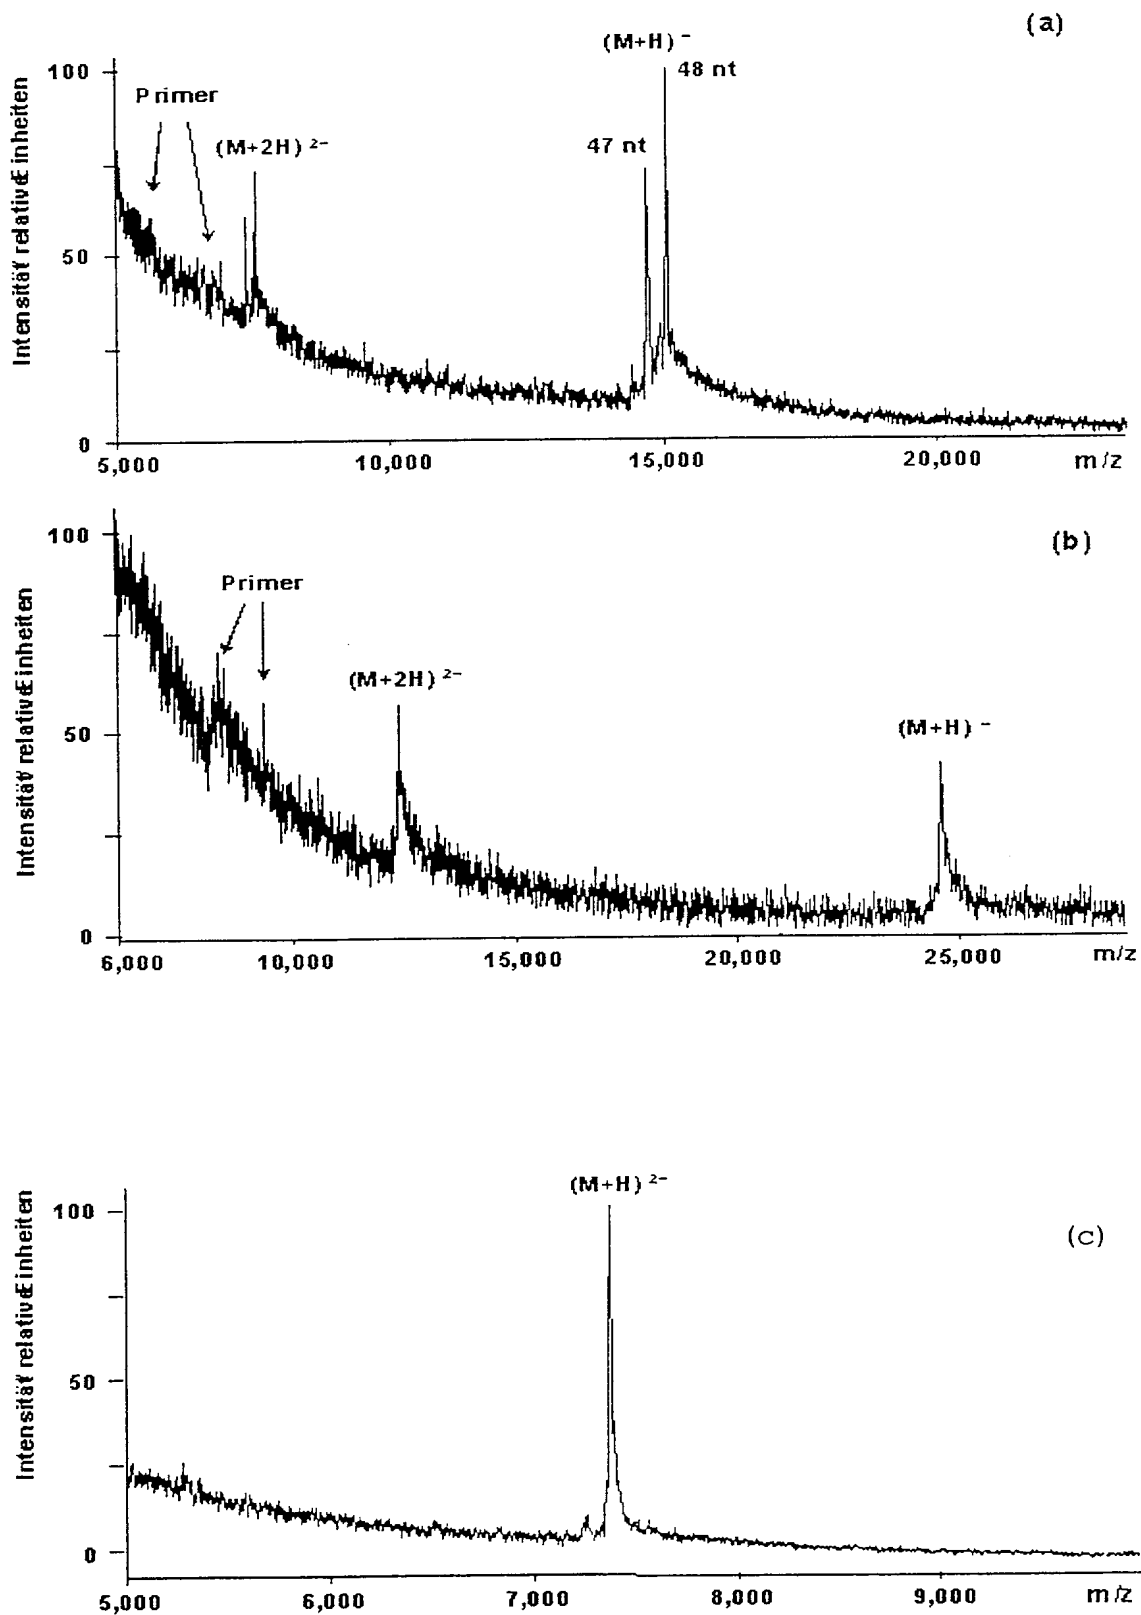 (a)
(M+H) –
48 nt
47 nt
100
Primer
(M+2H) 2–
50
0
Intensität/ relative Einheiten
5,000 10,000 15,000 20,000 m/z
(b)
100
Primer
(M+2H) 2–
(M+H) –
50
0
Intensität/ relative Einheiten
6,000 10,000 15,000 20,000 25,000 m/z
(M+H) 2–
(c)
100
50
0
Intensität/ relative Einheiten
5,000 6,000 7,000 8,000 9,000 m/z